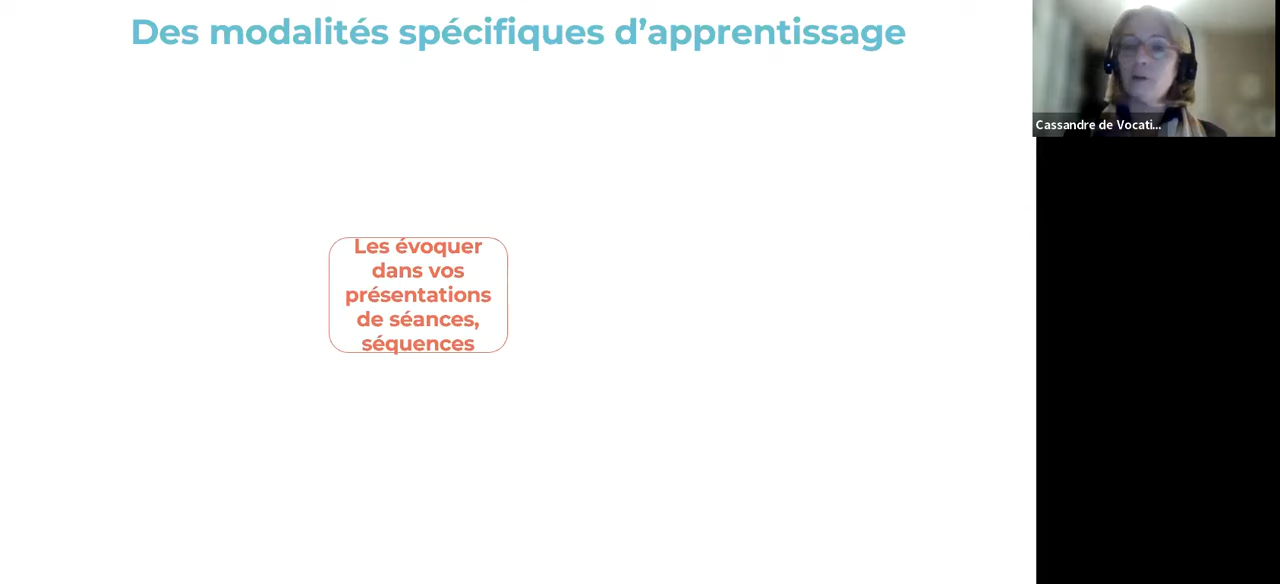 Des modalités spécifiques d’apprentissage
Cassandre de Vocati...
Les évoquer
dans vos
présentations
de séances,
séquences